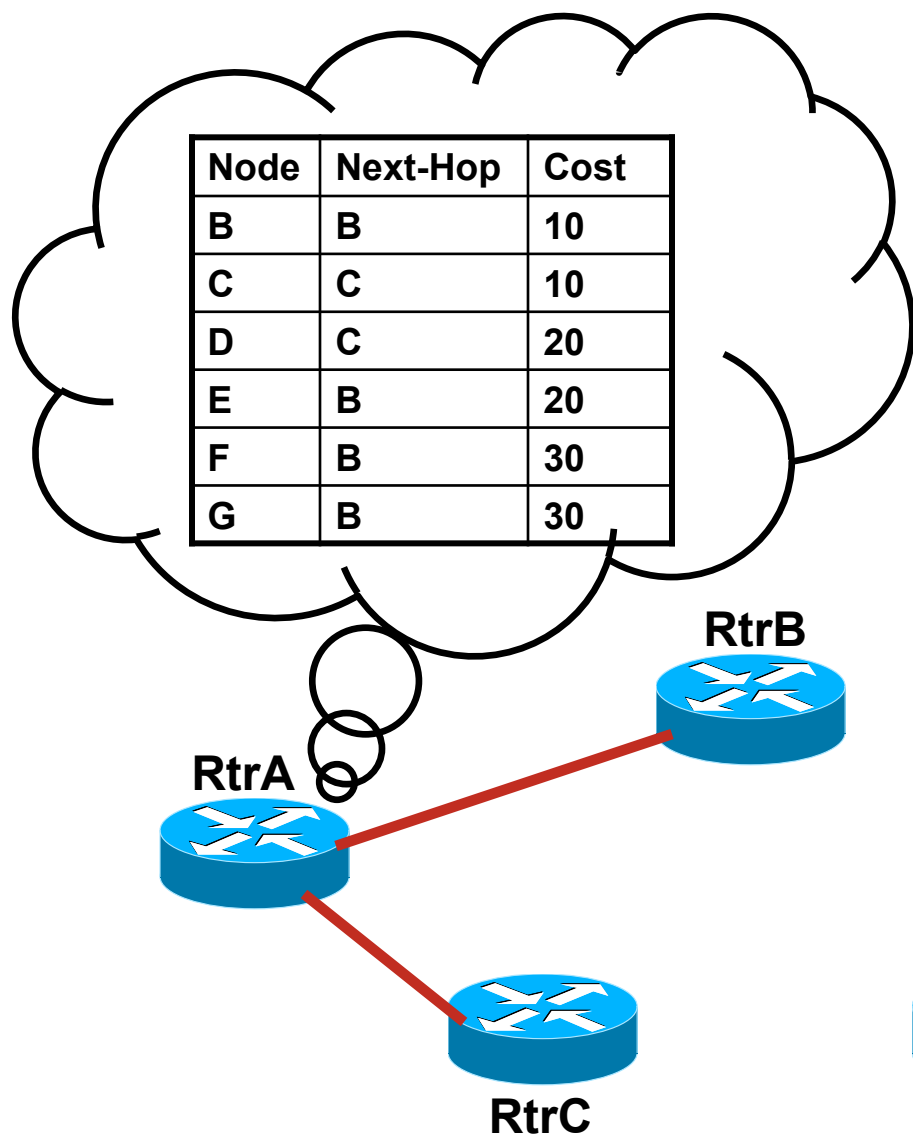 Node Next-Hop Cost
B B 10
C C 10
D C 20
E B 20
F B 30
G B 30
RtrB
RtrA
RtrC